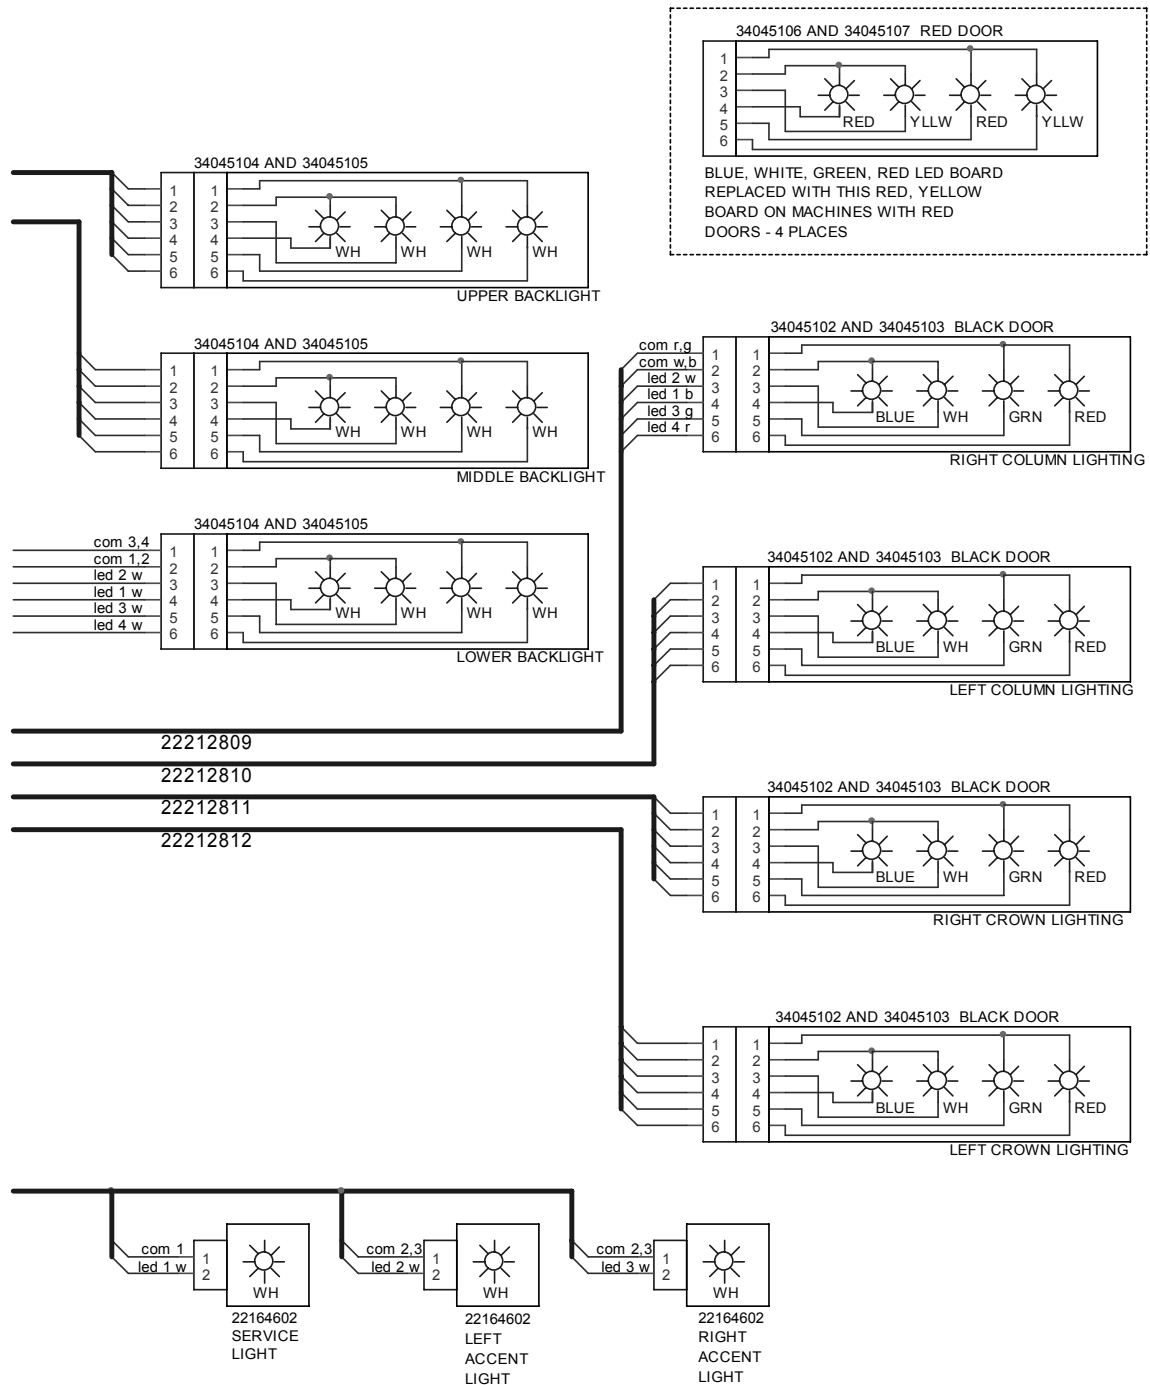 34045106 AND 34045107 RED DOOR
1
2
3
4
5
6
RED YLLW RED YLLW
BLUE, WHITE, GREEN, RED LED BOARD
REPLACED WITH THIS RED, YELLOW
BOARD ON MACHINES WITH RED
DOORS - 4 PLACES
34045104 AND 34045105
1 1
2 2
3 3
4 4
5 5
6 6
WH WH WH WH
UPPER BACKLIGHT
34045104 AND 34045105
1 1
2 2
3 3
4 4
5 5
6 6
WH WH WH WH
MIDDLE BACKLIGHT
34045104 AND 34045105
com 3,4 1 1
com 1,2 2 2
led 2 w 3 3
led 1 w 4 4
led 3 w 5 5
led 4 w 6 6
WH WH WH WH
LOWER BACKLIGHT
34045102 AND 34045103 BLACK DOOR
com r,g 1 1
com w,b 2 2
led 2 w 3 3
led 1 b 4 4
led 3 g 5 5
led 4 r 6 6
BLUE WH GRN RED
RIGHT COLUMN LIGHTING
34045102 AND 34045103 BLACK DOOR
1 1
2 2
3 3
4 4
5 5
6 6
BLUE WH GRN RED
LEFT COLUMN LIGHTING
22212809
22212810
22212811
22212812
34045102 AND 34045103 BLACK DOOR
1 1
2 2
3 3
4 4
5 5
6 6
BLUE WH GRN RED
RIGHT CROWN LIGHTING
34045102 AND 34045103 BLACK DOOR
1 1
2 2
3 3
4 4
5 5
6 6
BLUE WH GRN RED
LEFT CROWN LIGHTING
com 1 1
led 1 w 2
WH
22164602
SERVICE
LIGHT
com 2,3 1
led 2 w 2
WH
22164602
LEFT
ACCENT
LIGHT
com 2,3 1
led 3 w 2
WH
22164602
RIGHT
ACCENT
LIGHT